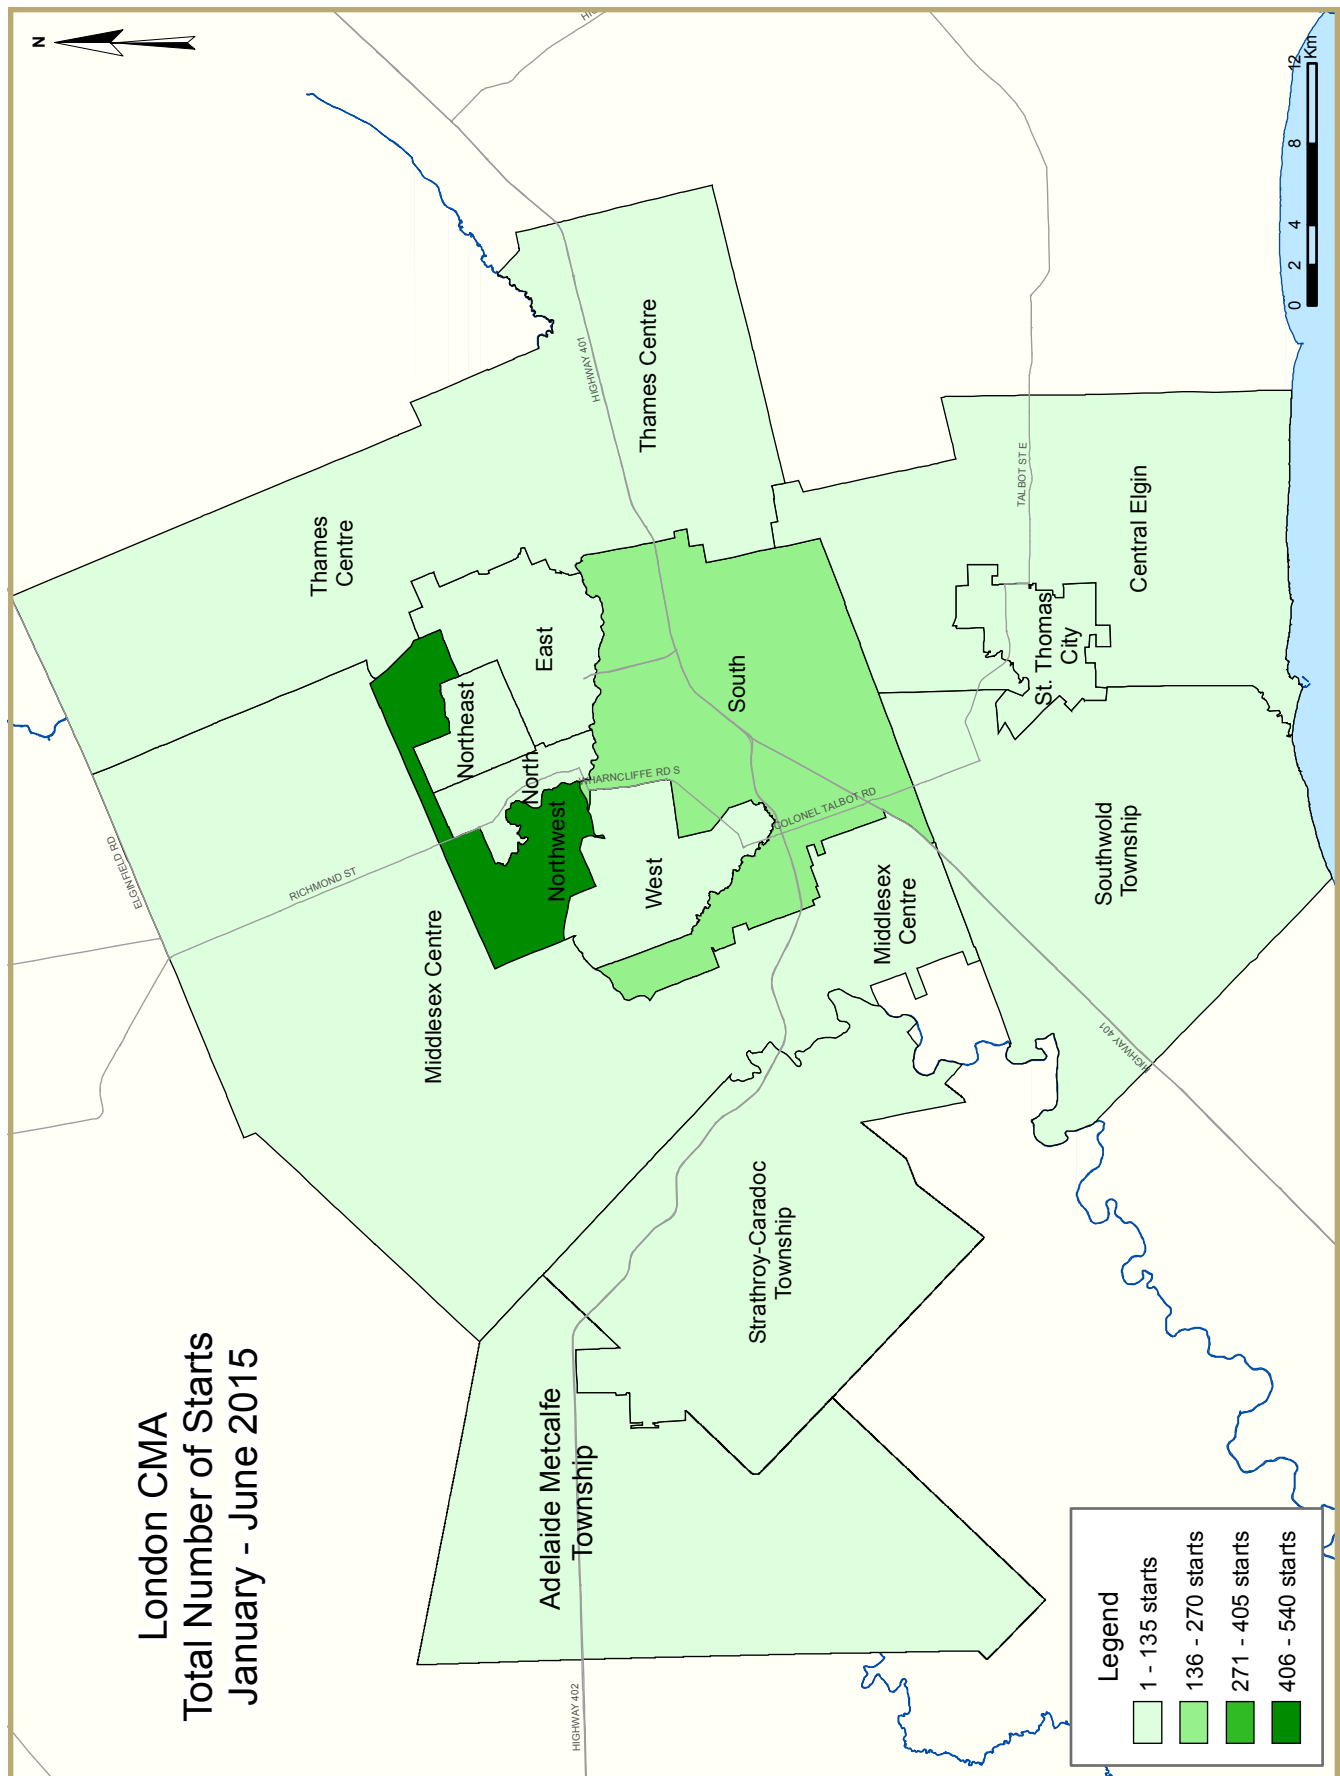 London CMA
Total Number of Starts
January - June 2015
N
ELGINFIELD RD
RICHMOND ST
Thames
Centre
Middlesex Centre
Northeast
North
Northwest
East
West
South
WHARNCLIFFE RD S
COLONEL TALBOT RD
HIGHWAY 401
Thames Centre
Adelaide Metcalfe
Township
HIGHWAY 402
Strathroy-Caradoc
Township
Middlesex
Centre
TALBOT ST E
St. Thomas
City
Central Elgin
Southwold
Township
HIGHWAY 401
Legend
1 - 135 starts
136 - 270 starts
271 - 405 starts
406 - 540 starts
0 2 4 8 12
Km